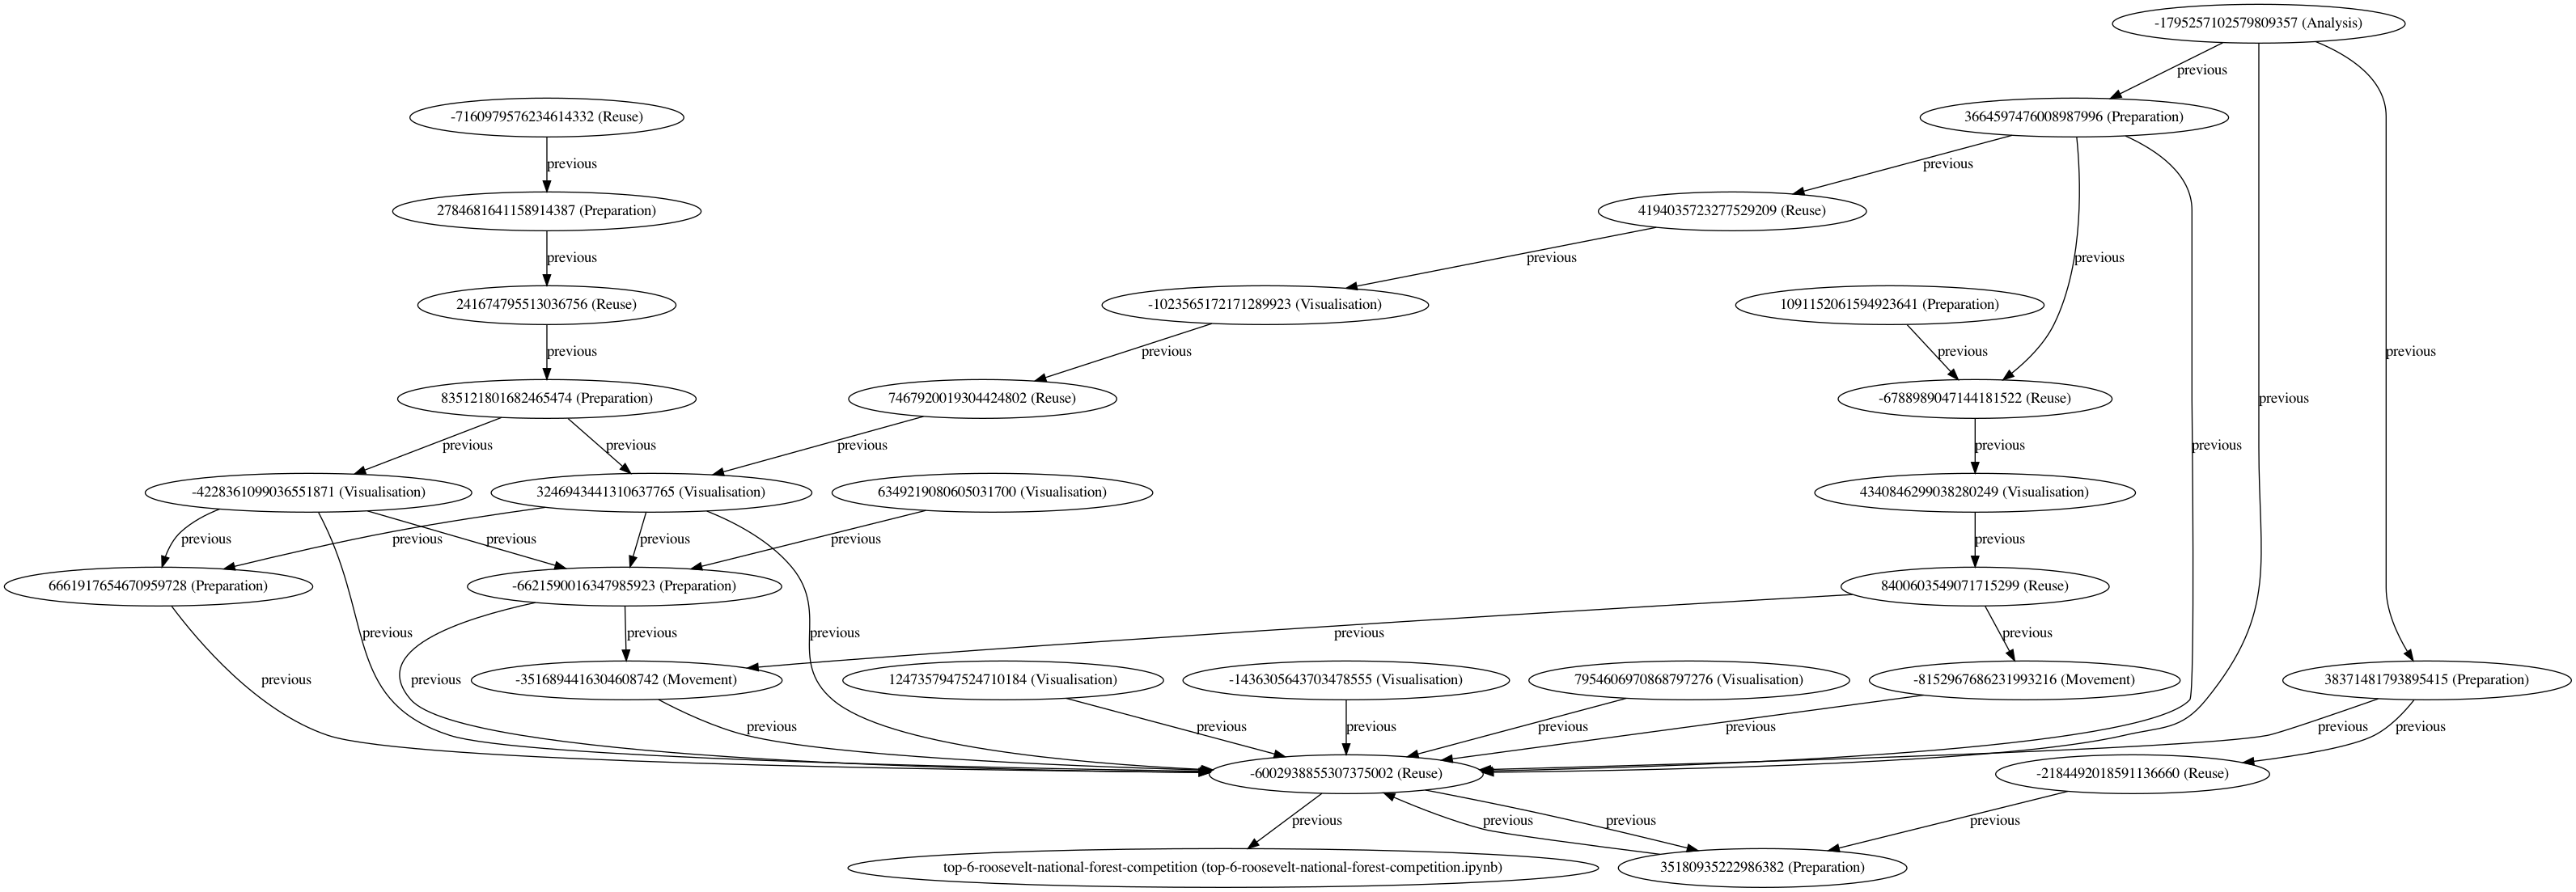 -1795257102579809357 (Analysis)
previous
-7160979576234614332 (Reuse)
3664597476008987996 (Preparation)
previous
previous
2784681641158914387 (Preparation)
4194035723277529209 (Reuse)
previous
previous
previous
241674795513036756 (Reuse)
-1023565172171289923 (Visualisation)
1091152061594923641 (Preparation)
previous
previous
previous
previous
835121801682465474 (Preparation)
7467920019304424802 (Reuse)
-6788989047144181522 (Reuse)
previous
previous
previous
previous
previous
previous
-4228361099036551871 (Visualisation)
3246943441310637765 (Visualisation)
6349219080605031700 (Visualisation)
4340846299038280249 (Visualisation)
previous
previous
previous
previous
previous
previous
6661917654670959728 (Preparation)
-6621590016347985923 (Preparation)
8400603549071715299 (Reuse)
previous
previous
previous
previous
previous
-3516894416304608742 (Movement)
1247357947524710184 (Visualisation)
-1436305643703478555 (Visualisation)
7954606970868797276 (Visualisation)
-8152967686231993216 (Movement)
38371481793895415 (Preparation)
previous
previous
previous
previous
previous
previous
previous
previous
previous
-6002938855307375002 (Reuse)
-2184492018591136660 (Reuse)
previous
previous
previous
previous
top-6-roosevelt-national-forest-competition (top-6-roosevelt-national-forest-competition.ipynb)
35180935222986382 (Preparation)